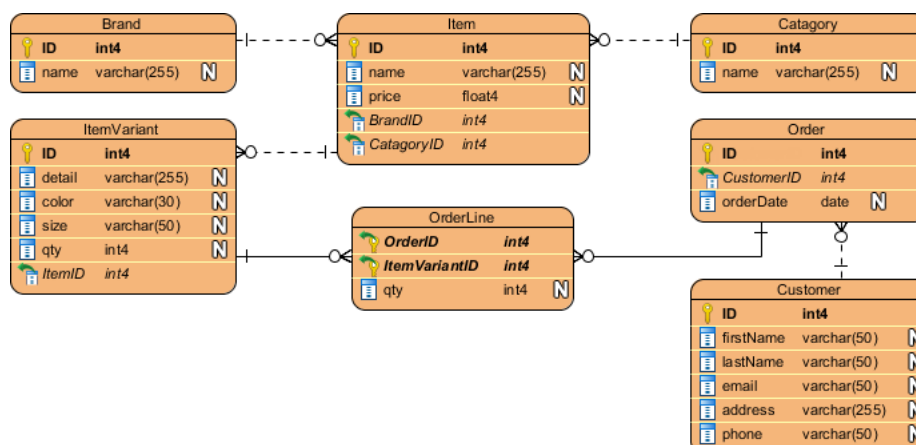 Brand
ID int4
name varchar(255) N
Item
ID int4
name varchar(255) N
price float4 N
BrandID int4
CatagoryID int4
Catagory
ID int4
name varchar(255) N
ItemVariant
ID int4
detail varchar(255) N
color varchar(30) N
size varchar(50) N
qty int4 N
ItemID int4
OrderLine
OrderID int4
ItemVariantID int4
qty int4 N
Order
ID int4
CustomerID int4
orderDate date N
Customer
ID int4
firstName varchar(50) N
lastName varchar(50) N
email varchar(50) N
address varchar(255) N
phone varchar(50) N